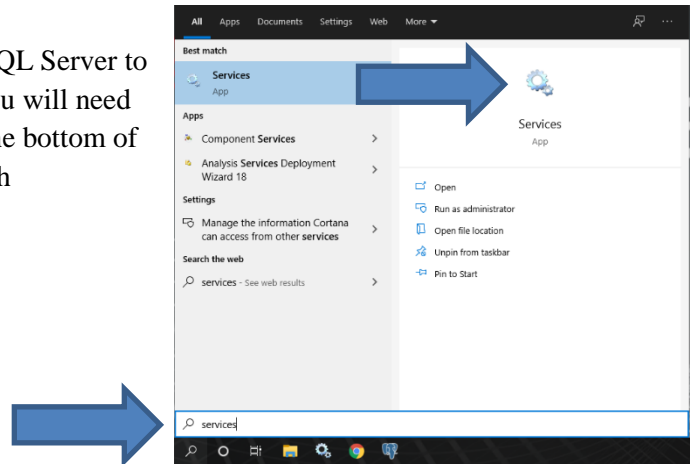 QL Server to
u will need
e bottom of
h
All Apps Documents Settings Web More
Best match
Services
App
Apps
Component Services
Analysis Services Deployment
Wizard 18
Settings
Manage the information Cortana
can access from other services
Search the web
services - See web results
Services
App
Open
Run as administrator
Open file location
Unpin from taskbar
Pin to Start
services